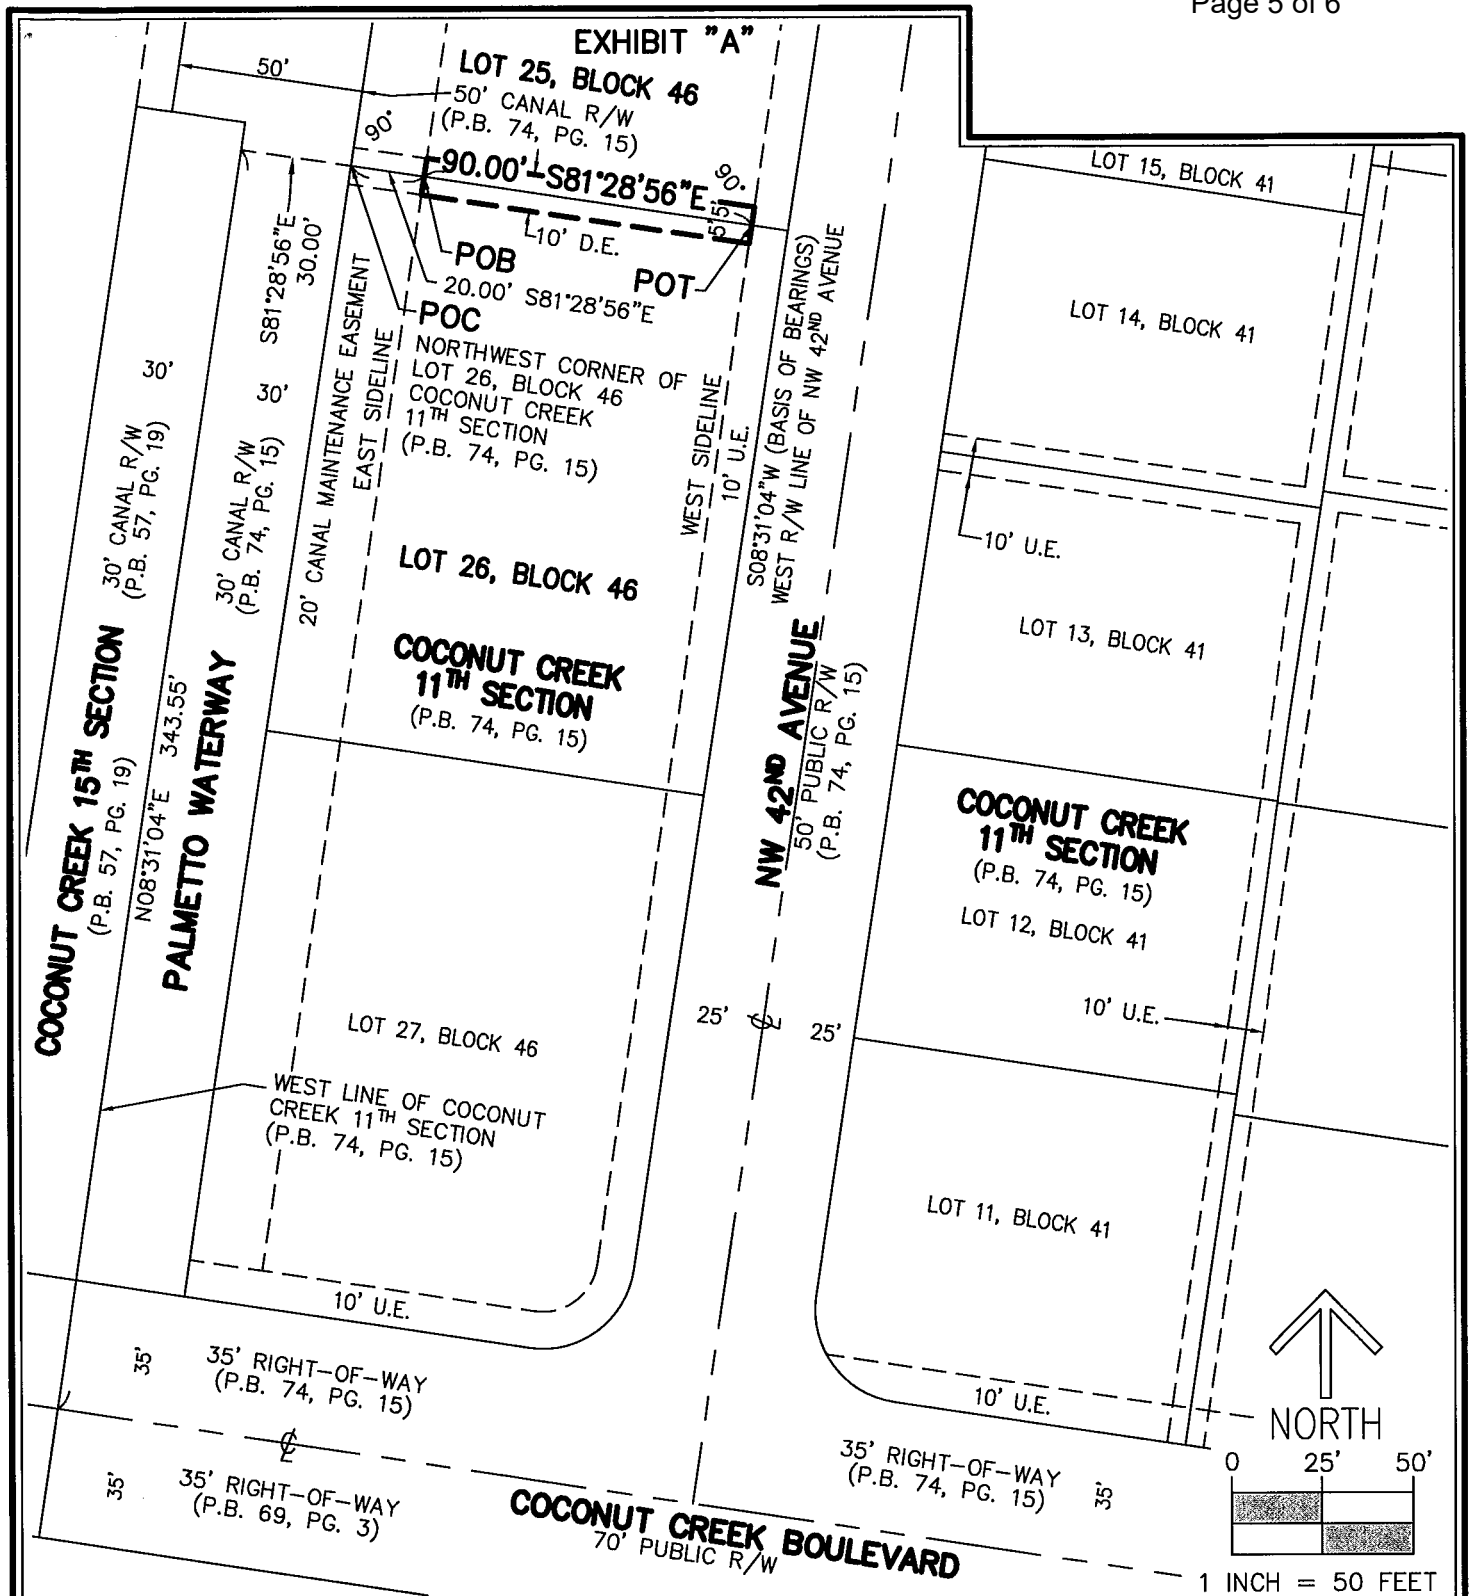 Page 5 of 6
EXHIBIT "A"
50'
LOT 25, BLOCK 46
50' CANAL R/W
(P.B. 74, PG. 15)
90°
90.00' S81°28'56"E
90°
5'
5'
10' D.E.
POB
POT
20.00' S81°28'56"E
POC
NORTHWEST CORNER OF
LOT 26, BLOCK 46
COCONUT CREEK
11TH SECTION
(P.B. 74, PG. 15)
S81°28'56"E
30.00'
30'
30'
30' CANAL R/W
(P.B. 57, PG. 19)
30' CANAL R/W
(P.B. 74, PG. 15)
20' CANAL MAINTENANCE EASEMENT
EAST SIDELINE
WEST SIDELINE
10' U.E.
S08°31'04"W (BASIS OF BEARINGS)
WEST R/W LINE OF NW 42ND AVENUE
LOT 15, BLOCK 41
LOT 14, BLOCK 41
10' U.E.
LOT 13, BLOCK 41
LOT 26, BLOCK 46
COCONUT CREEK
11TH SECTION
(P.B. 74, PG. 15)
COCONUT CREEK 15TH SECTION
(P.B. 57, PG. 19)
N08°31'04"E 343.55'
PALMETTO WATERWAY
NW 42ND AVENUE
50' PUBLIC R/W
(P.B. 74, PG. 15)
COCONUT CREEK
11TH SECTION
(P.B. 74, PG. 15)
LOT 12, BLOCK 41
10' U.E.
25' ℄ 25'
LOT 27, BLOCK 46
WEST LINE OF COCONUT
CREEK 11TH SECTION
(P.B. 74, PG. 15)
LOT 11, BLOCK 41
10' U.E.
10' U.E.
35'
35' RIGHT-OF-WAY
(P.B. 74, PG. 15)
℄
35'
35' RIGHT-OF-WAY
(P.B. 69, PG. 3)
35' RIGHT-OF-WAY
(P.B. 74, PG. 15)
35'
COCONUT CREEK BOULEVARD
70' PUBLIC R/W
NORTH
0 25' 50'
1 INCH = 50 FEET